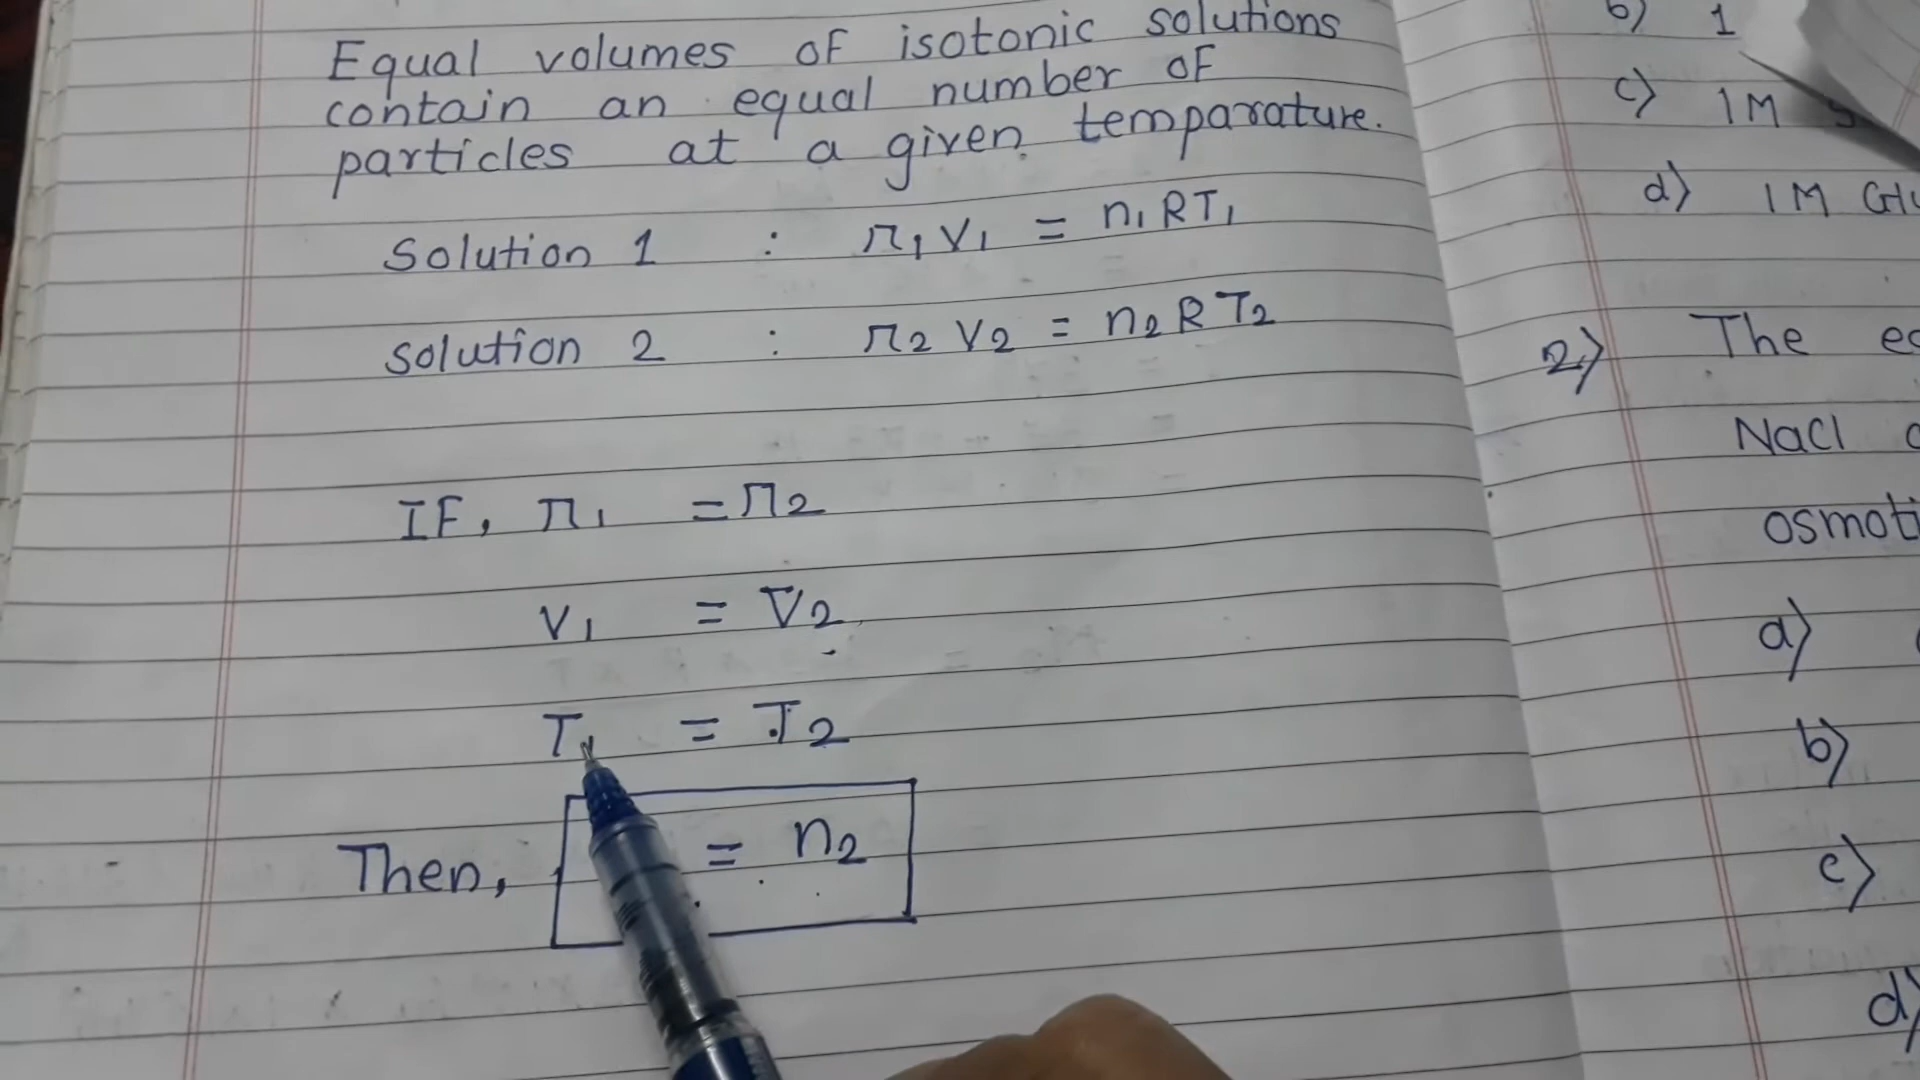 Equal volumes of isotonic solutions
contain an equal number of
particles at a given temparature.
Solution 1 : π₁V₁ = n₁RT₁
Solution 2 : π₂V₂ = n₂RT₂
IF, π₁ = π₂
V₁ = V₂
T₁ = T₂
Then, = n₂
b) 1
c) 1M
d) 1M
2) The
NaCl
a)
b)
c)
d)